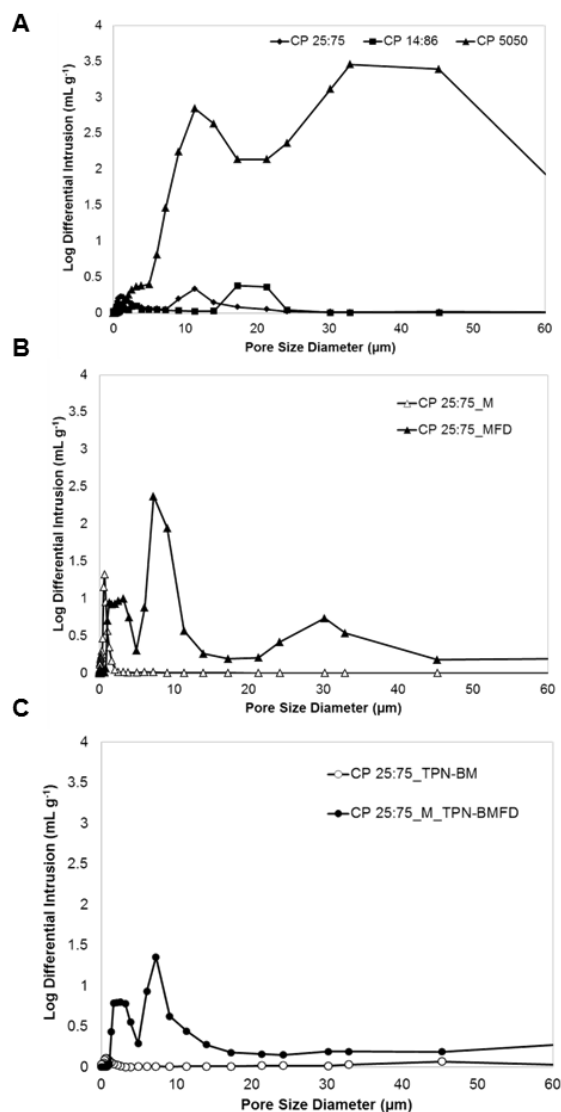 A
CP 25:75 CP 14:86 CP 5050
4
3.5
3
2.5
2
1.5
1
0.5
0
Log Differential Intrusion (mL g⁻¹)
0 10 20 30 40 50 60
Pore Size Diameter (µm)
B
CP 25:75_M
CP 25:75_MFD
4
3.5
3
2.5
2
1.5
1
0.5
0
Log Differential Intrusion (mL g⁻¹)
0 10 20 30 40 50 60
Pore Size Diameter (µm)
C
CP 25:75_TPN-BM
CP 25:75_M_TPN-BMFD
4
3.5
3
2.5
2
1.5
1
0.5
0
Log Differential Intrusion (mL g⁻¹)
0 10 20 30 40 50 60
Pore Size Diameter (µm)